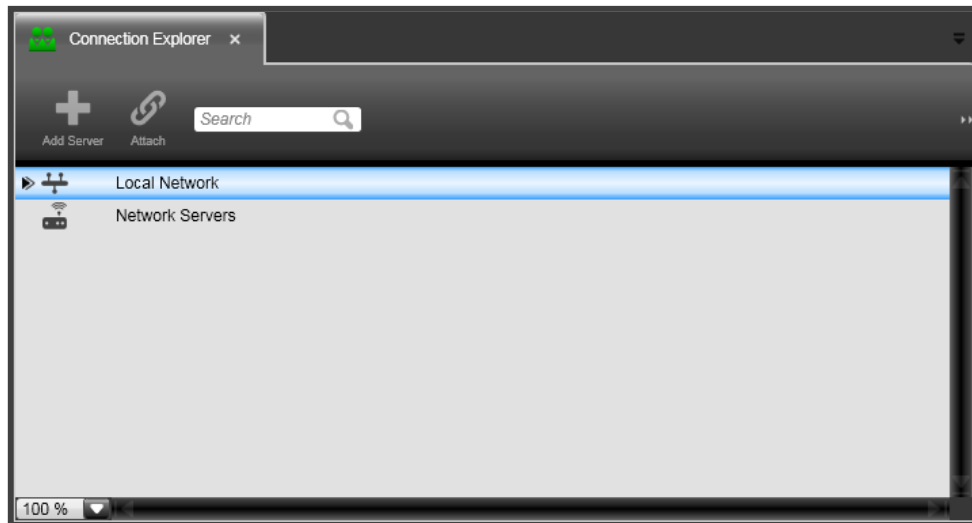 Connection Explorer
Search
Add Server Attach
Local Network
Network Servers
100 %